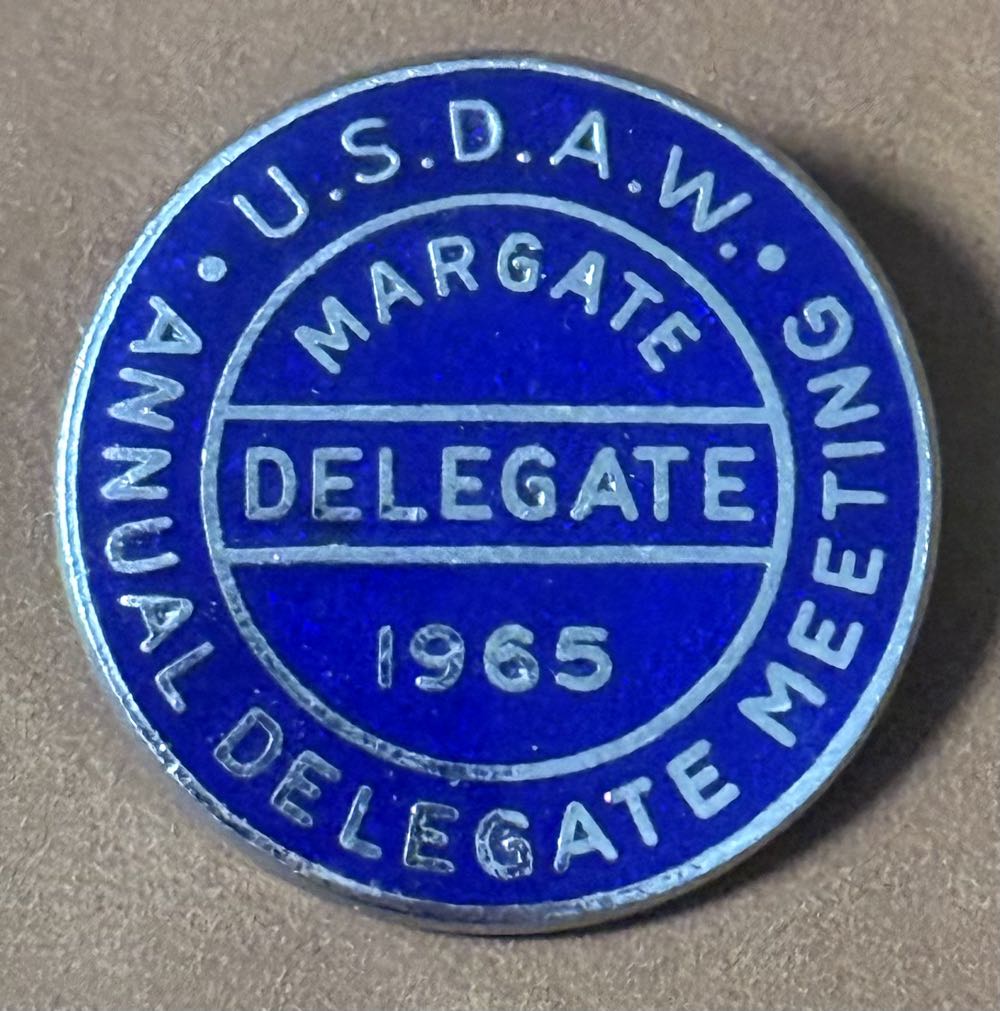 • U.S.D.A.W. •
ANNUAL DELEGATE MEETING
MARGATE
DELEGATE
1965